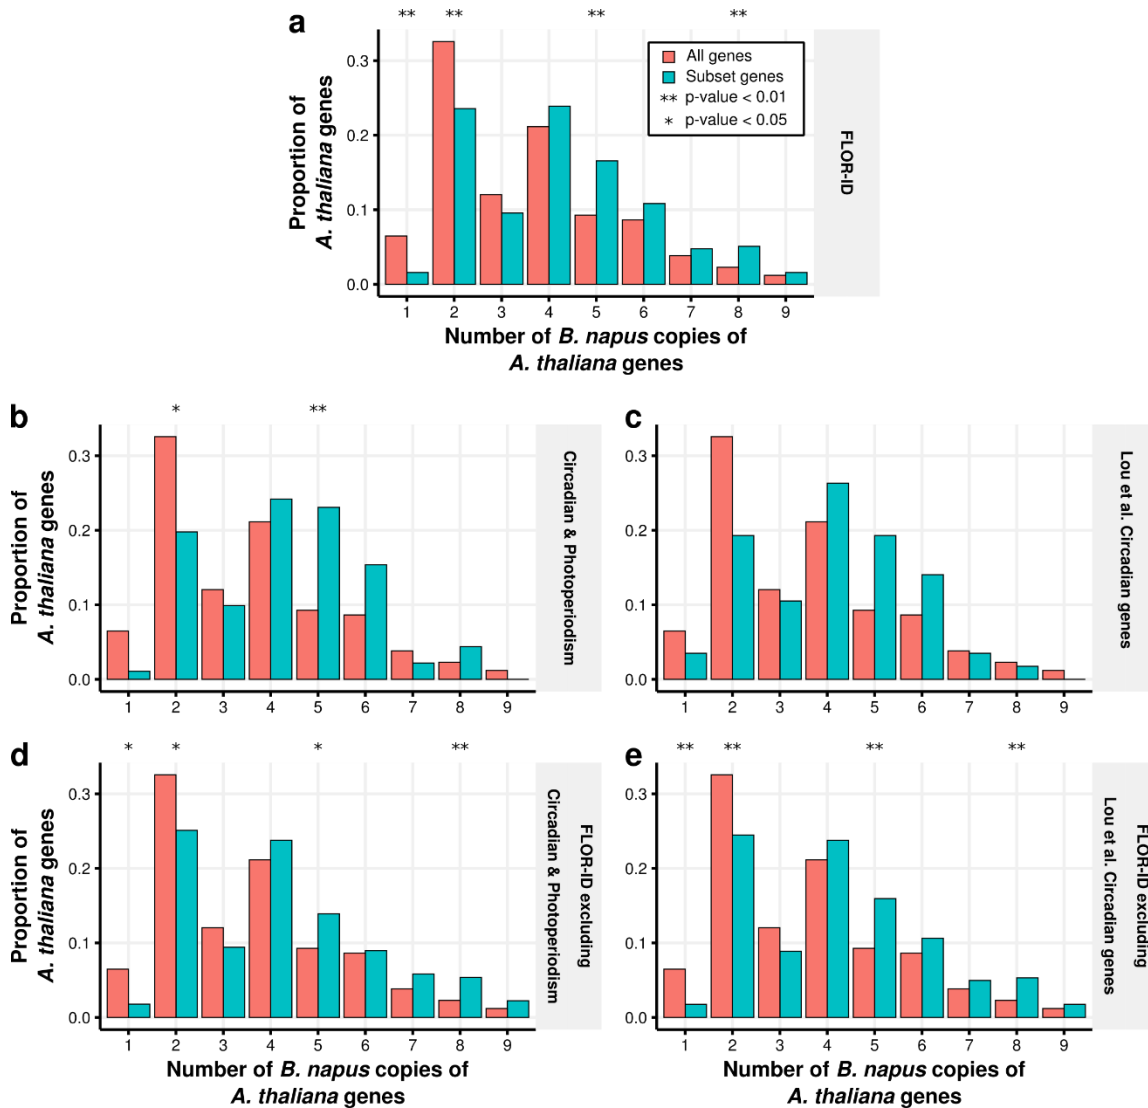 a
** ** ** **
All genes
Subset genes
** p-value < 0.01
* p-value < 0.05
Proportion of
A. thaliana genes
0.3
0.2
0.1
0.0
1 2 3 4 5 6 7 8 9
Number of B. napus copies of
A. thaliana genes
FLOR-ID
b
* **
Proportion of
A. thaliana genes
0.3
0.2
0.1
0.0
1 2 3 4 5 6 7 8 9
Circadian & Photoperiodism
c
0.3
0.2
0.1
0.0
1 2 3 4 5 6 7 8 9
Lou et al. Circadian genes
d
* * * **
Proportion of
A. thaliana genes
0.3
0.2
0.1
0.0
1 2 3 4 5 6 7 8 9
Number of B. napus copies of
A. thaliana genes
FLOR-ID excluding
Circadian & Photoperiodism
e
** ** ** **
0.3
0.2
0.1
0.0
1 2 3 4 5 6 7 8 9
Number of B. napus copies of
A. thaliana genes
FLOR-ID excluding
Lou et al. Circadian genes